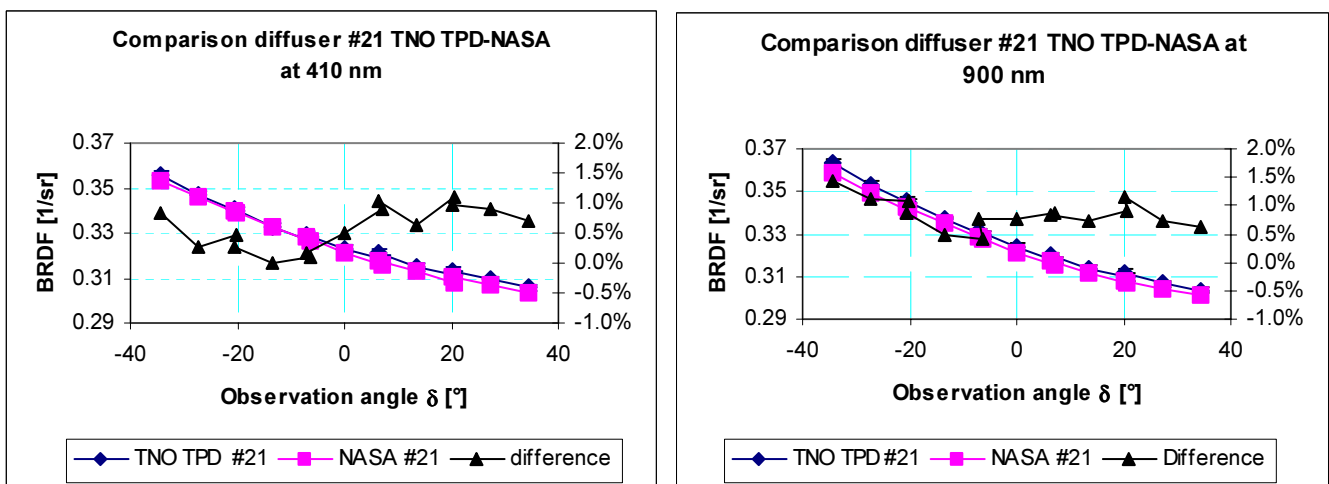 Comparison diffuser #21 TNO TPD-NASA
at 410 nm
0.37
0.35
0.33
0.31
0.29
BRDF [1/sr]
2.0%
1.5%
1.0%
0.5%
0.0%
-0.5%
-1.0%
-40 -20 0 20 40
Observation angle δ [°]
TNO TPD #21 NASA #21 difference
Comparison diffuser #21 TNO TPD-NASA at
900 nm
0.37
0.35
0.33
0.31
0.29
BRDF [1/sr]
2.0%
1.5%
1.0%
0.5%
0.0%
-0.5%
-1.0%
-40 -20 0 20 40
Observation angle δ [°]
TNO TPD #21 NASA #21 Difference